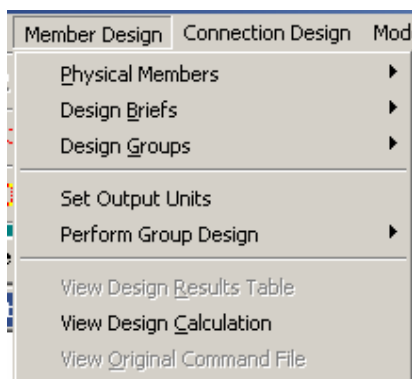 Member Design Connection Design Mod
Physical Members
Design Briefs
Design Groups
Set Output Units
Perform Group Design
View Design Results Table
View Design Calculation
View Original Command File